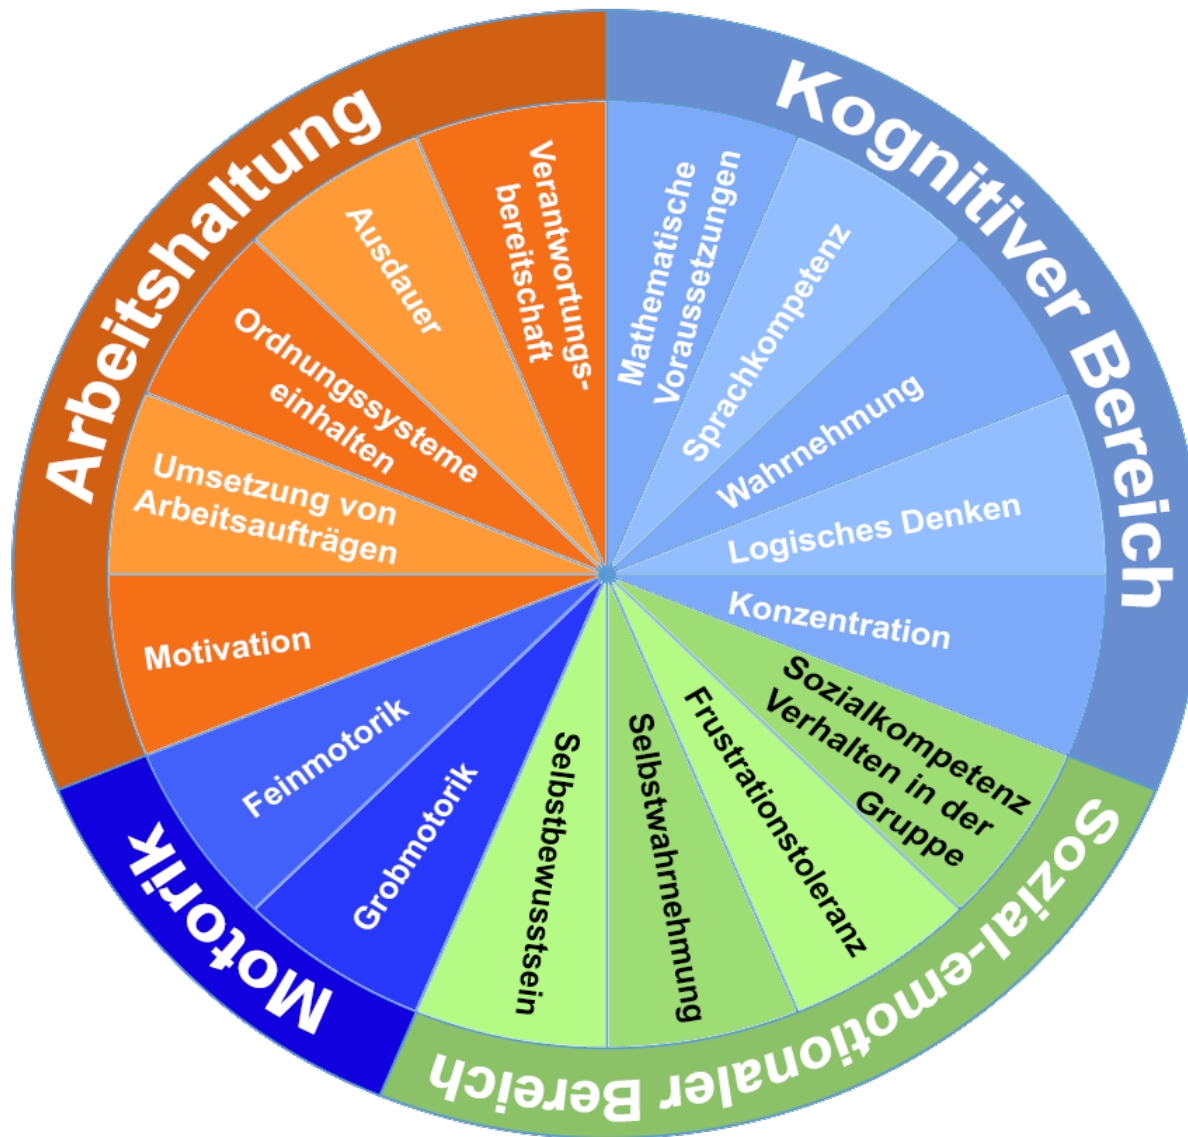 Kognitiver Bereich
Mathematische
Voraussetzungen
Sprachkompetenz
Wahrnehmung
Logisches Denken
Konzentration
Sozial-emotionaler Bereich
Sozialkompetenz
Verhalten in der
Gruppe
Frustrationstoleranz
Selbstwahrnehmung
Selbstbewusstsein
Motorik
Grobmotorik
Feinmotorik
Arbeitshaltung
Motivation
Umsetzung von
Arbeitsaufträgen
Ordnungssysteme
einhalten
Ausdauer
Verantwortungs-
bereitschaft